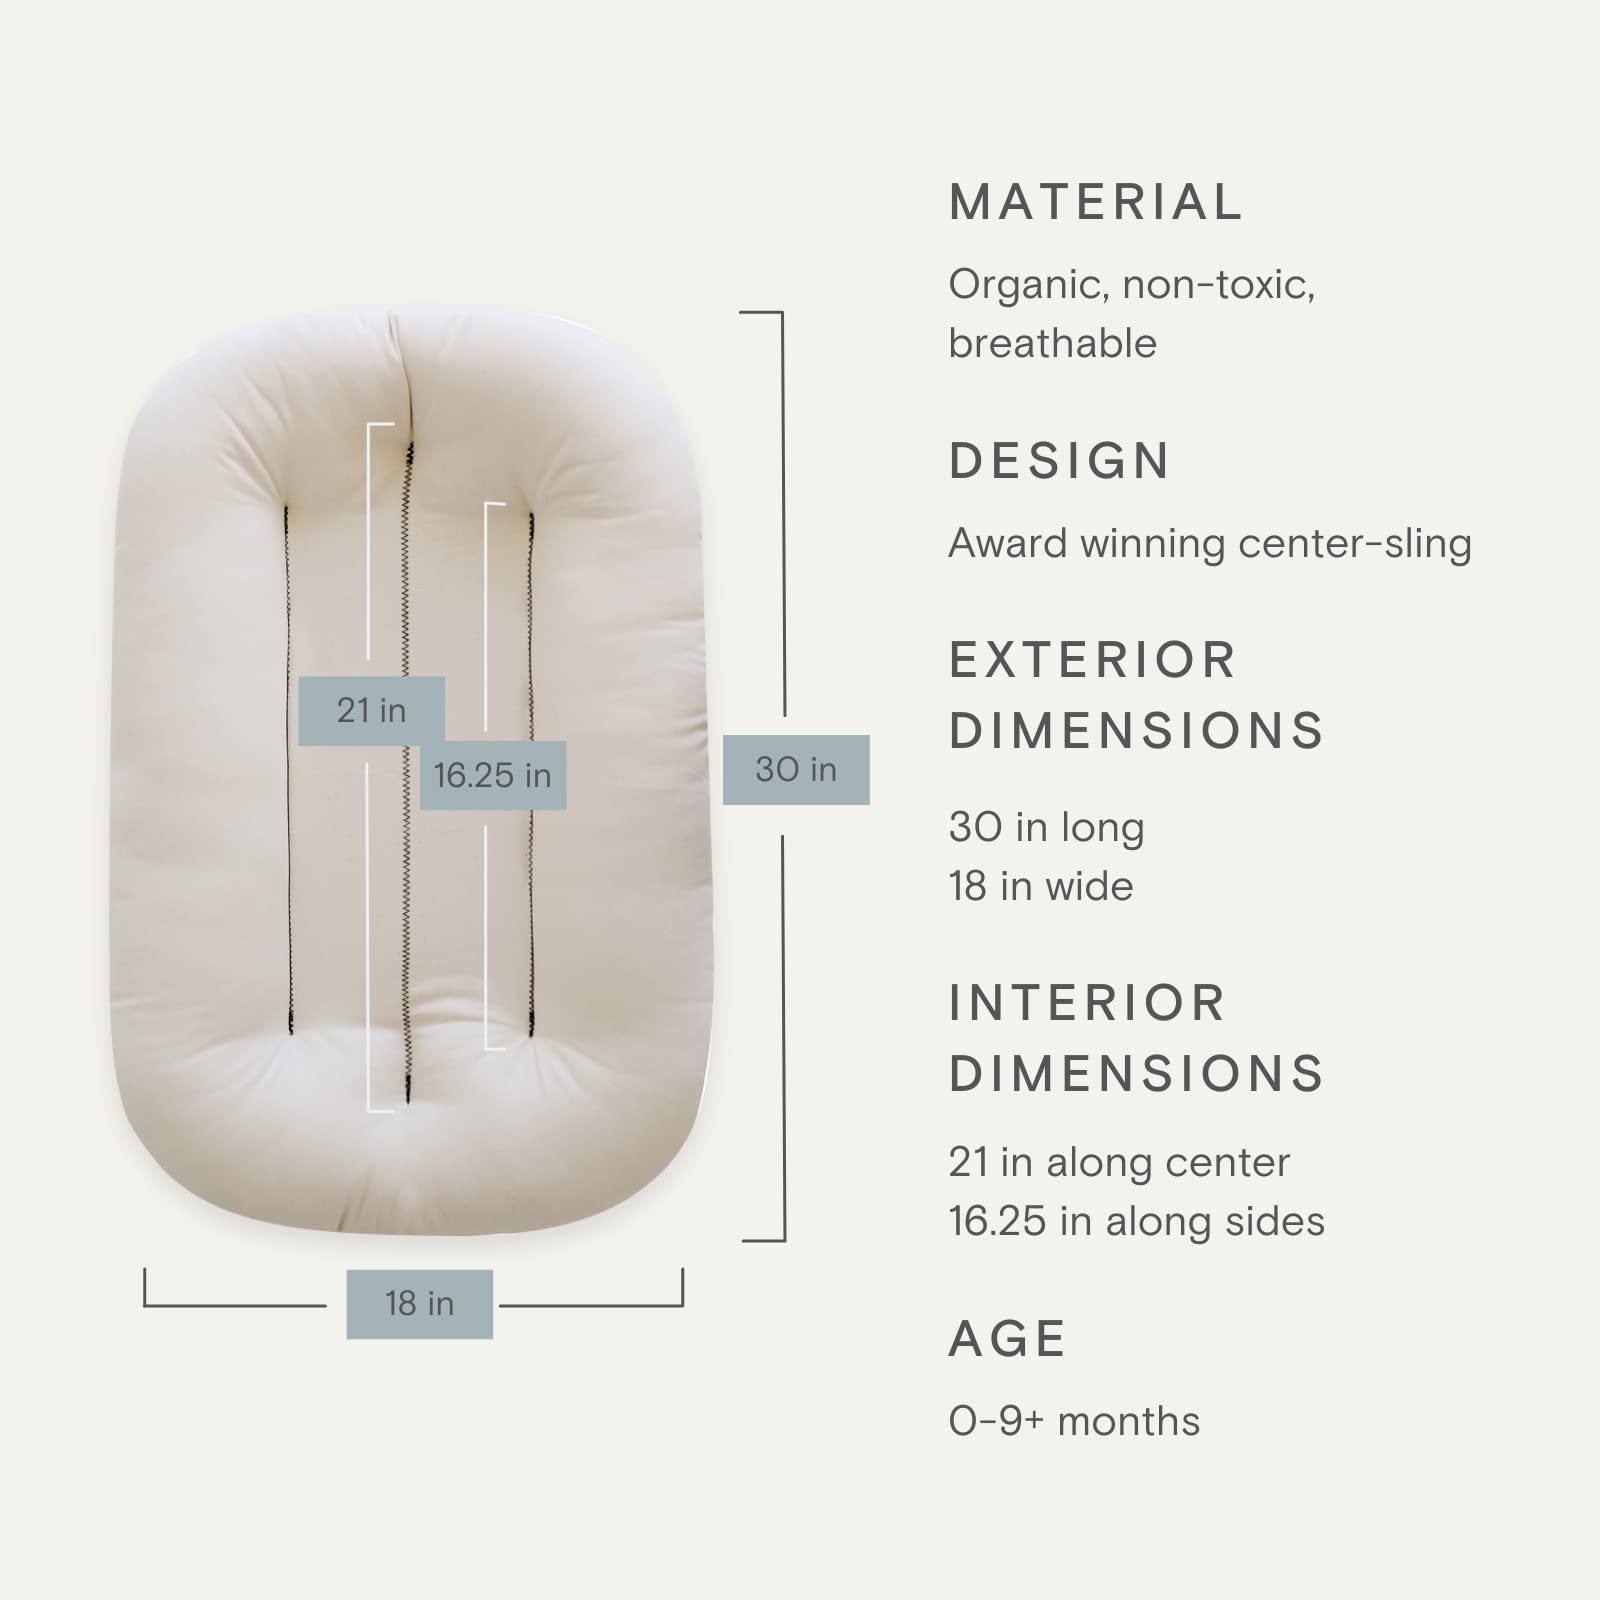 MATERIAL
Organic, non-toxic,
breathable
DESIGN
Award winning center-sling
EXTERIOR
DIMENSIONS
30 in long
18 in wide
INTERIOR
DIMENSIONS
21 in along center
16.25 in along sides
AGE
0-9+ months
21 in
16.25 in
30 in
18 in